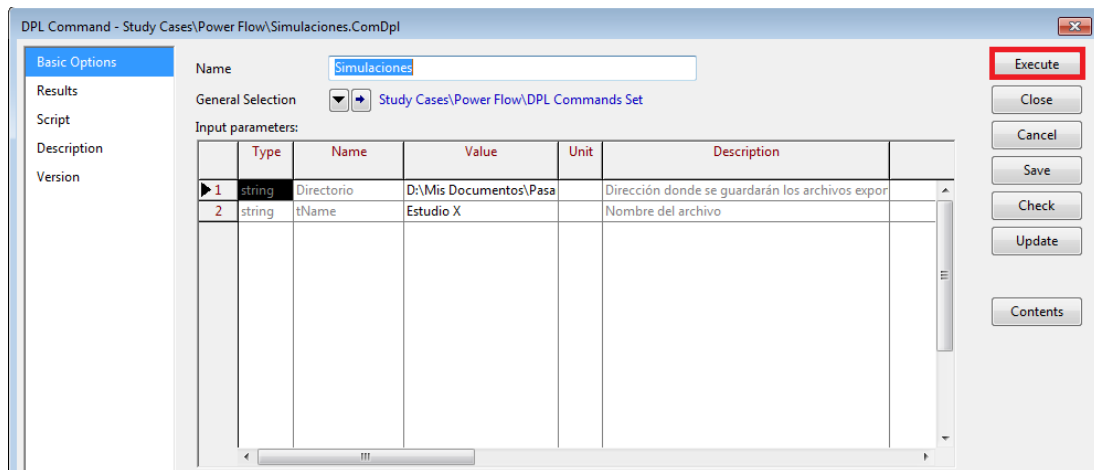 DPL Command - Study Cases\Power Flow\Simulaciones.ComDpl
Basic Options
Results
Script
Description
Version
Name
Simulaciones
General Selection
Study Cases\Power Flow\DPL Commands Set
Input parameters:
Type Name Value Unit Description
1 string Directorio D:\Mis Documentos\Pasa Dirección donde se guardarán los archivos expor
2 string tName Estudio X Nombre del archivo
Execute
Close
Cancel
Save
Check
Update
Contents